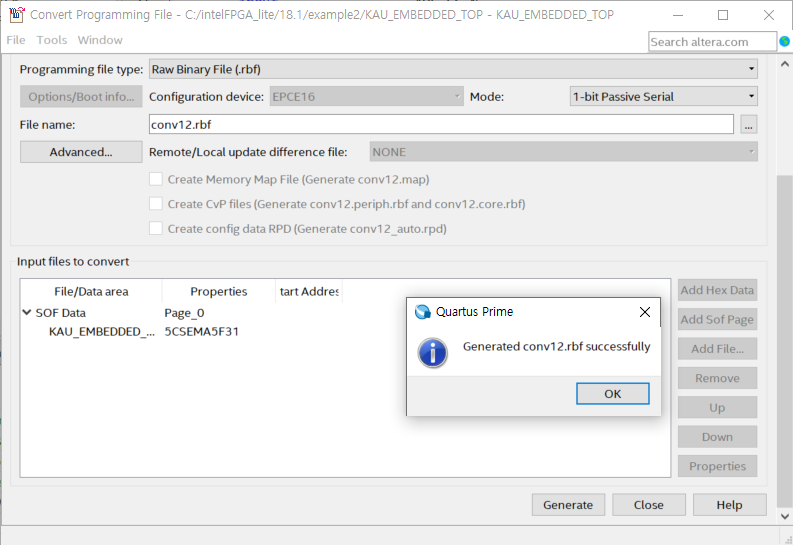 Convert Programming File - C:/intelFPGA_lite/18.1/example2/KAU_EMBEDDED_TOP - KAU_EMBEDDED_TOP
File Tools Window
Search altera.com
Programming file type: Raw Binary File (.rbf)
Options/Boot info... Configuration device: EPCE16 Mode: 1-bit Passive Serial
File name: conv12.rbf ...
Advanced... Remote/Local update difference file: NONE
Create Memory Map File (Generate conv12.map)
Create CvP files (Generate conv12.periph.rbf and conv12.core.rbf)
Create config data RPD (Generate conv12_auto.rpd)
Input files to convert
File/Data area Properties tart Addres
SOF Data Page_0
KAU_EMBEDDED_... 5CSEMA5F31
Add Hex Data
Add Sof Page
Add File...
Remove
Up
Down
Properties
Quartus Prime
Generated conv12.rbf successfully
OK
Generate Close Help